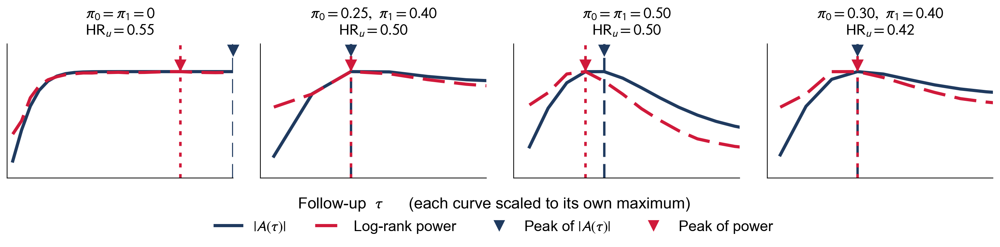 π₀ = π₁ = 0
HRᵤ = 0.55
π₀ = 0.25, π₁ = 0.40
HRᵤ = 0.50
π₀ = π₁ = 0.50
HRᵤ = 0.50
π₀ = 0.30, π₁ = 0.40
HRᵤ = 0.42
Follow-up τ (each curve scaled to its own maximum)
|A(τ)| Log-rank power Peak of |A(τ)| Peak of power